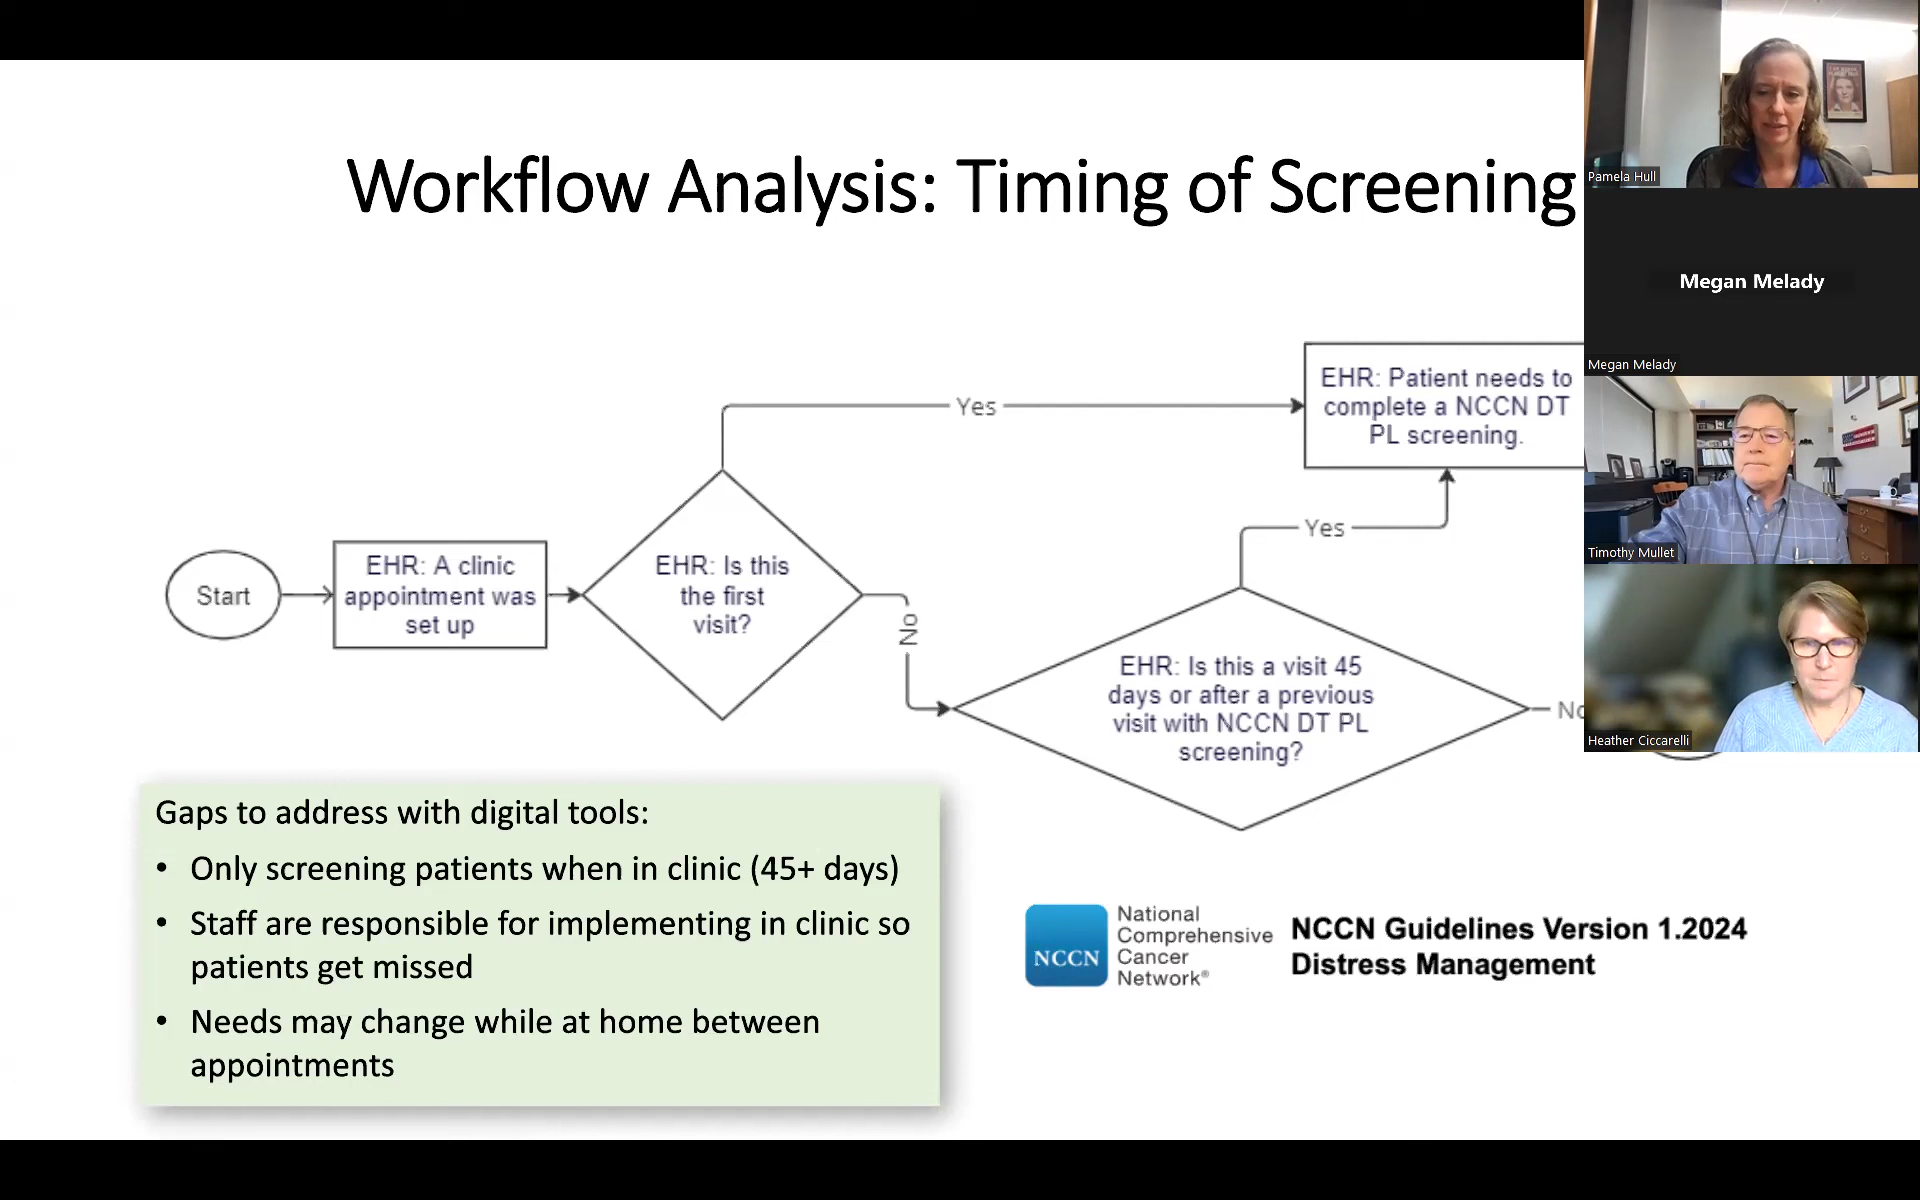 Workflow Analysis: Timing of Screening
Yes
EHR: Patient needs to
complete a NCCN DT
PL screening.
Yes
Start
EHR: A clinic
appointment was
set up
EHR: Is this
the first
visit?
No
EHR: Is this a visit 45
days or after a previous
visit with NCCN DT PL
screening?
Gaps to address with digital tools:
• Only screening patients when in clinic (45+ days)
• Staff are responsible for implementing in clinic so
patients get missed
• Needs may change while at home between
appointments
NCCN
National
Comprehensive
Cancer
Network®
NCCN Guidelines Version 1.2024
Distress Management
Pamela Hull
Megan Melady
Megan Melady
Timothy Mullet
Heather Ciccarelli